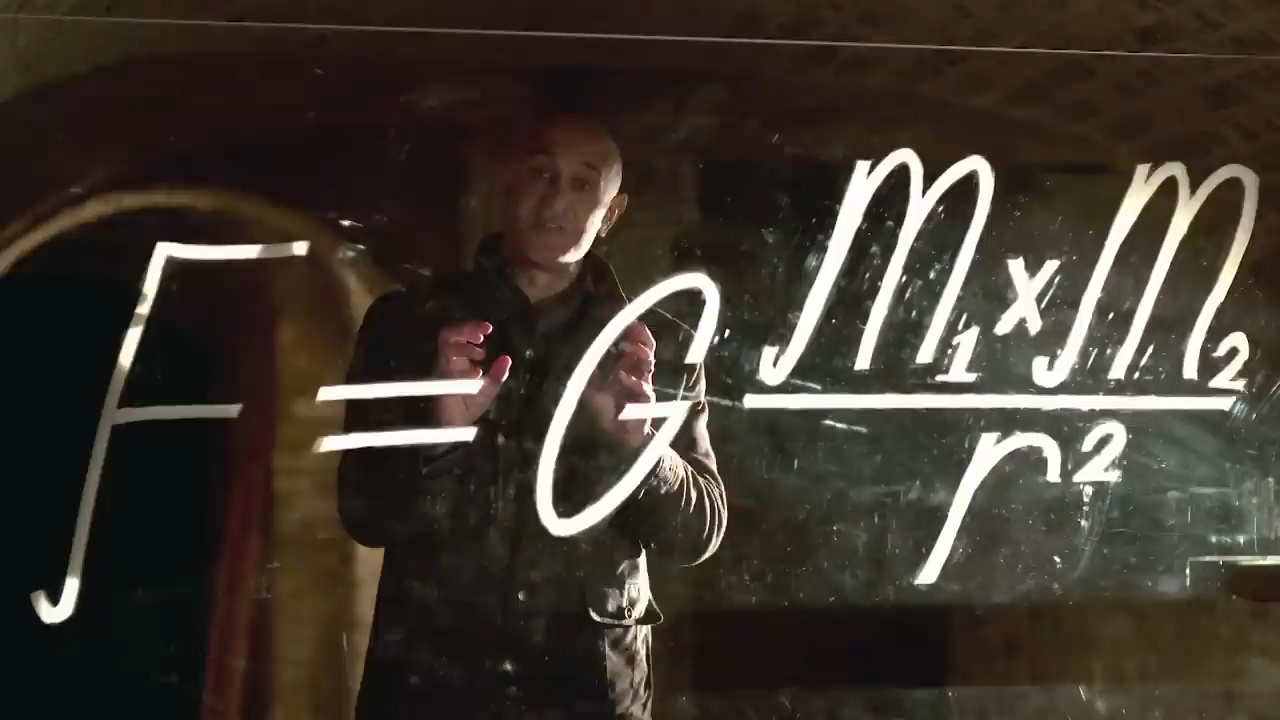 F = G m₁ x m₂ / r²